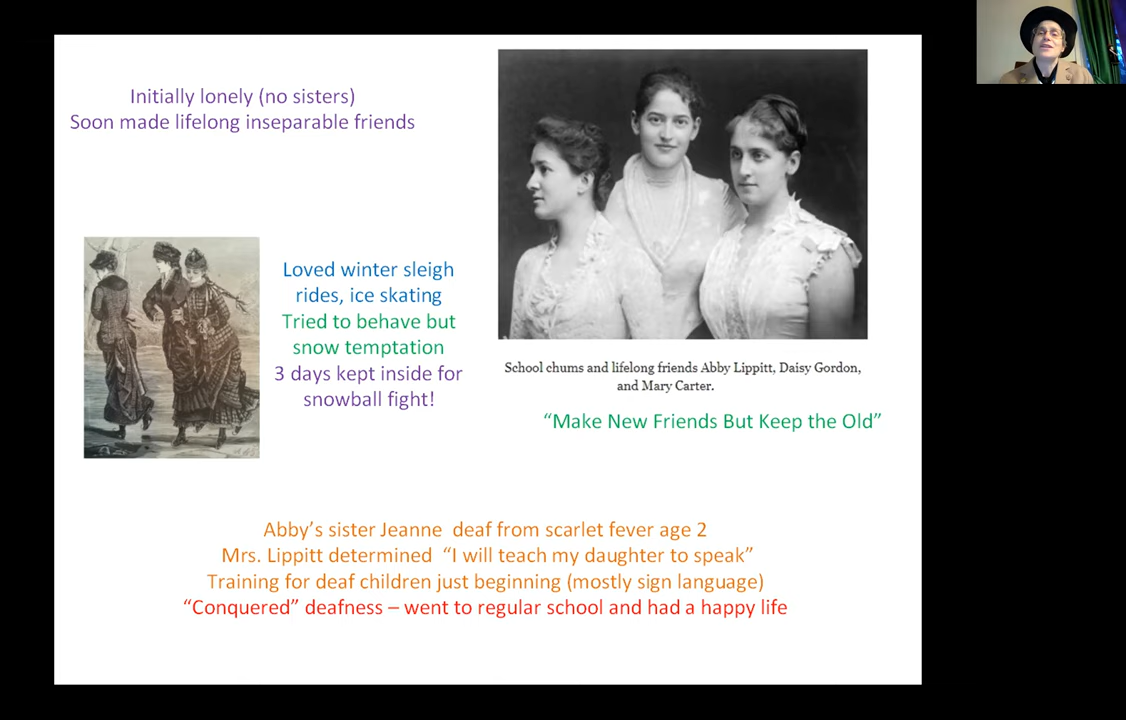 Initially lonely (no sisters)
Soon made lifelong inseparable friends
Loved winter sleigh
rides, ice skating
Tried to behave but
snow temptation
3 days kept inside for
snowball fight!
School chums and lifelong friends Abby Lippitt, Daisy Gordon,
and Mary Carter.
“Make New Friends But Keep the Old”
Abby’s sister Jeanne  deaf from scarlet fever age 2
Mrs. Lippitt determined  “I will teach my daughter to speak”
Training for deaf children just beginning (mostly sign language)
“Conquered” deafness – went to regular school and had a happy life